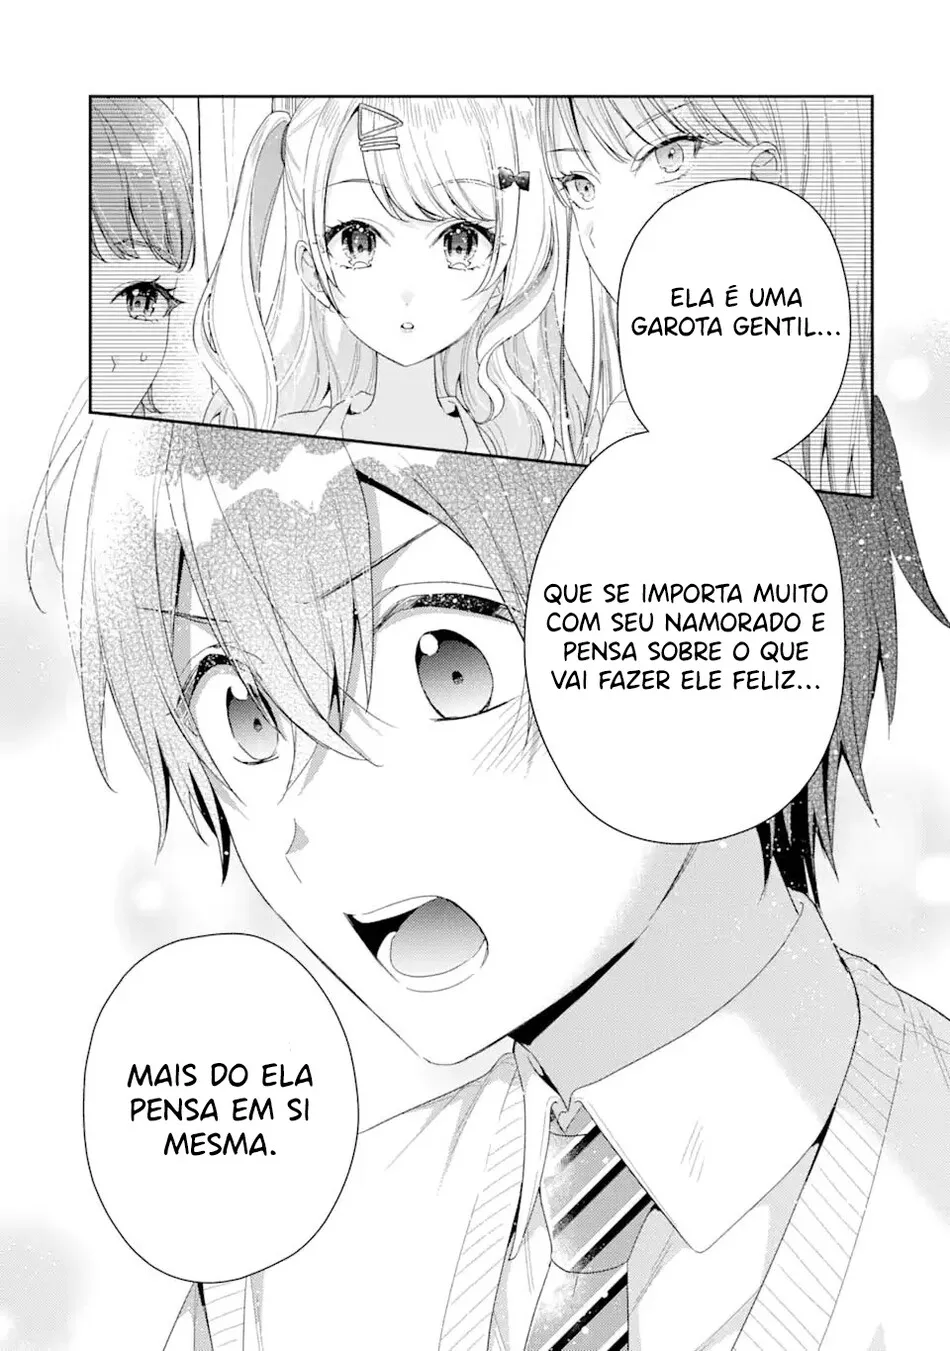 ELA É UMA
GAROTA GENTIL...
QUE SE IMPORTA MUITO
COM SEU NAMORADO E
PENSA SOBRE O QUE
VAI FAZER ELE FELIZ...
MAIS DO ELA
PENSA EM SI
MESMA.